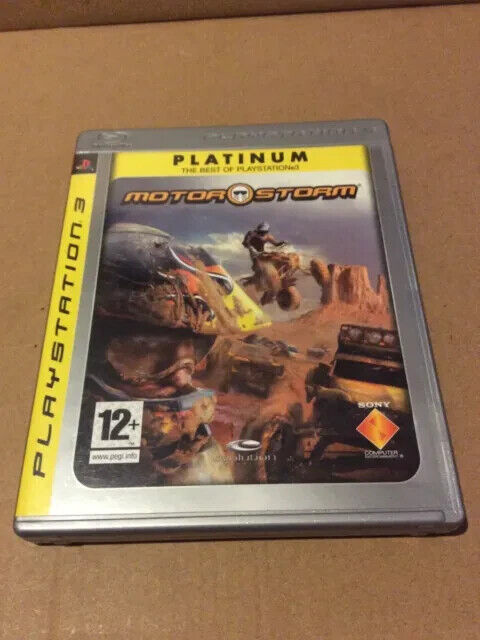 PLATINUM
THE BEST OF PLAYSTATION®3
MOTORSTORM
PLAYSTATION 3
12+
www.pegi.info
SONY
COMPUTER
ENTERTAINMENT